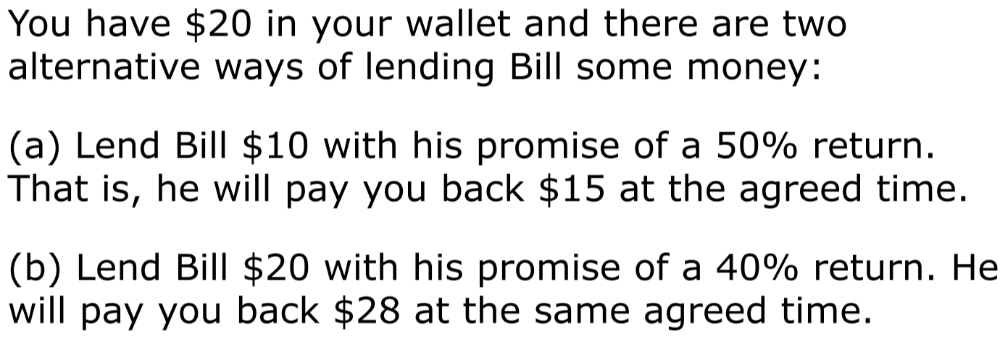 You have $20 in your wallet and there are two
alternative ways of lending Bill some money:
(a) Lend Bill $10 with his promise of a 50% return.
That is, he will pay you back $15 at the agreed time.
(b) Lend Bill $20 with his promise of a 40% return. He
will pay you back $28 at the same agreed time.